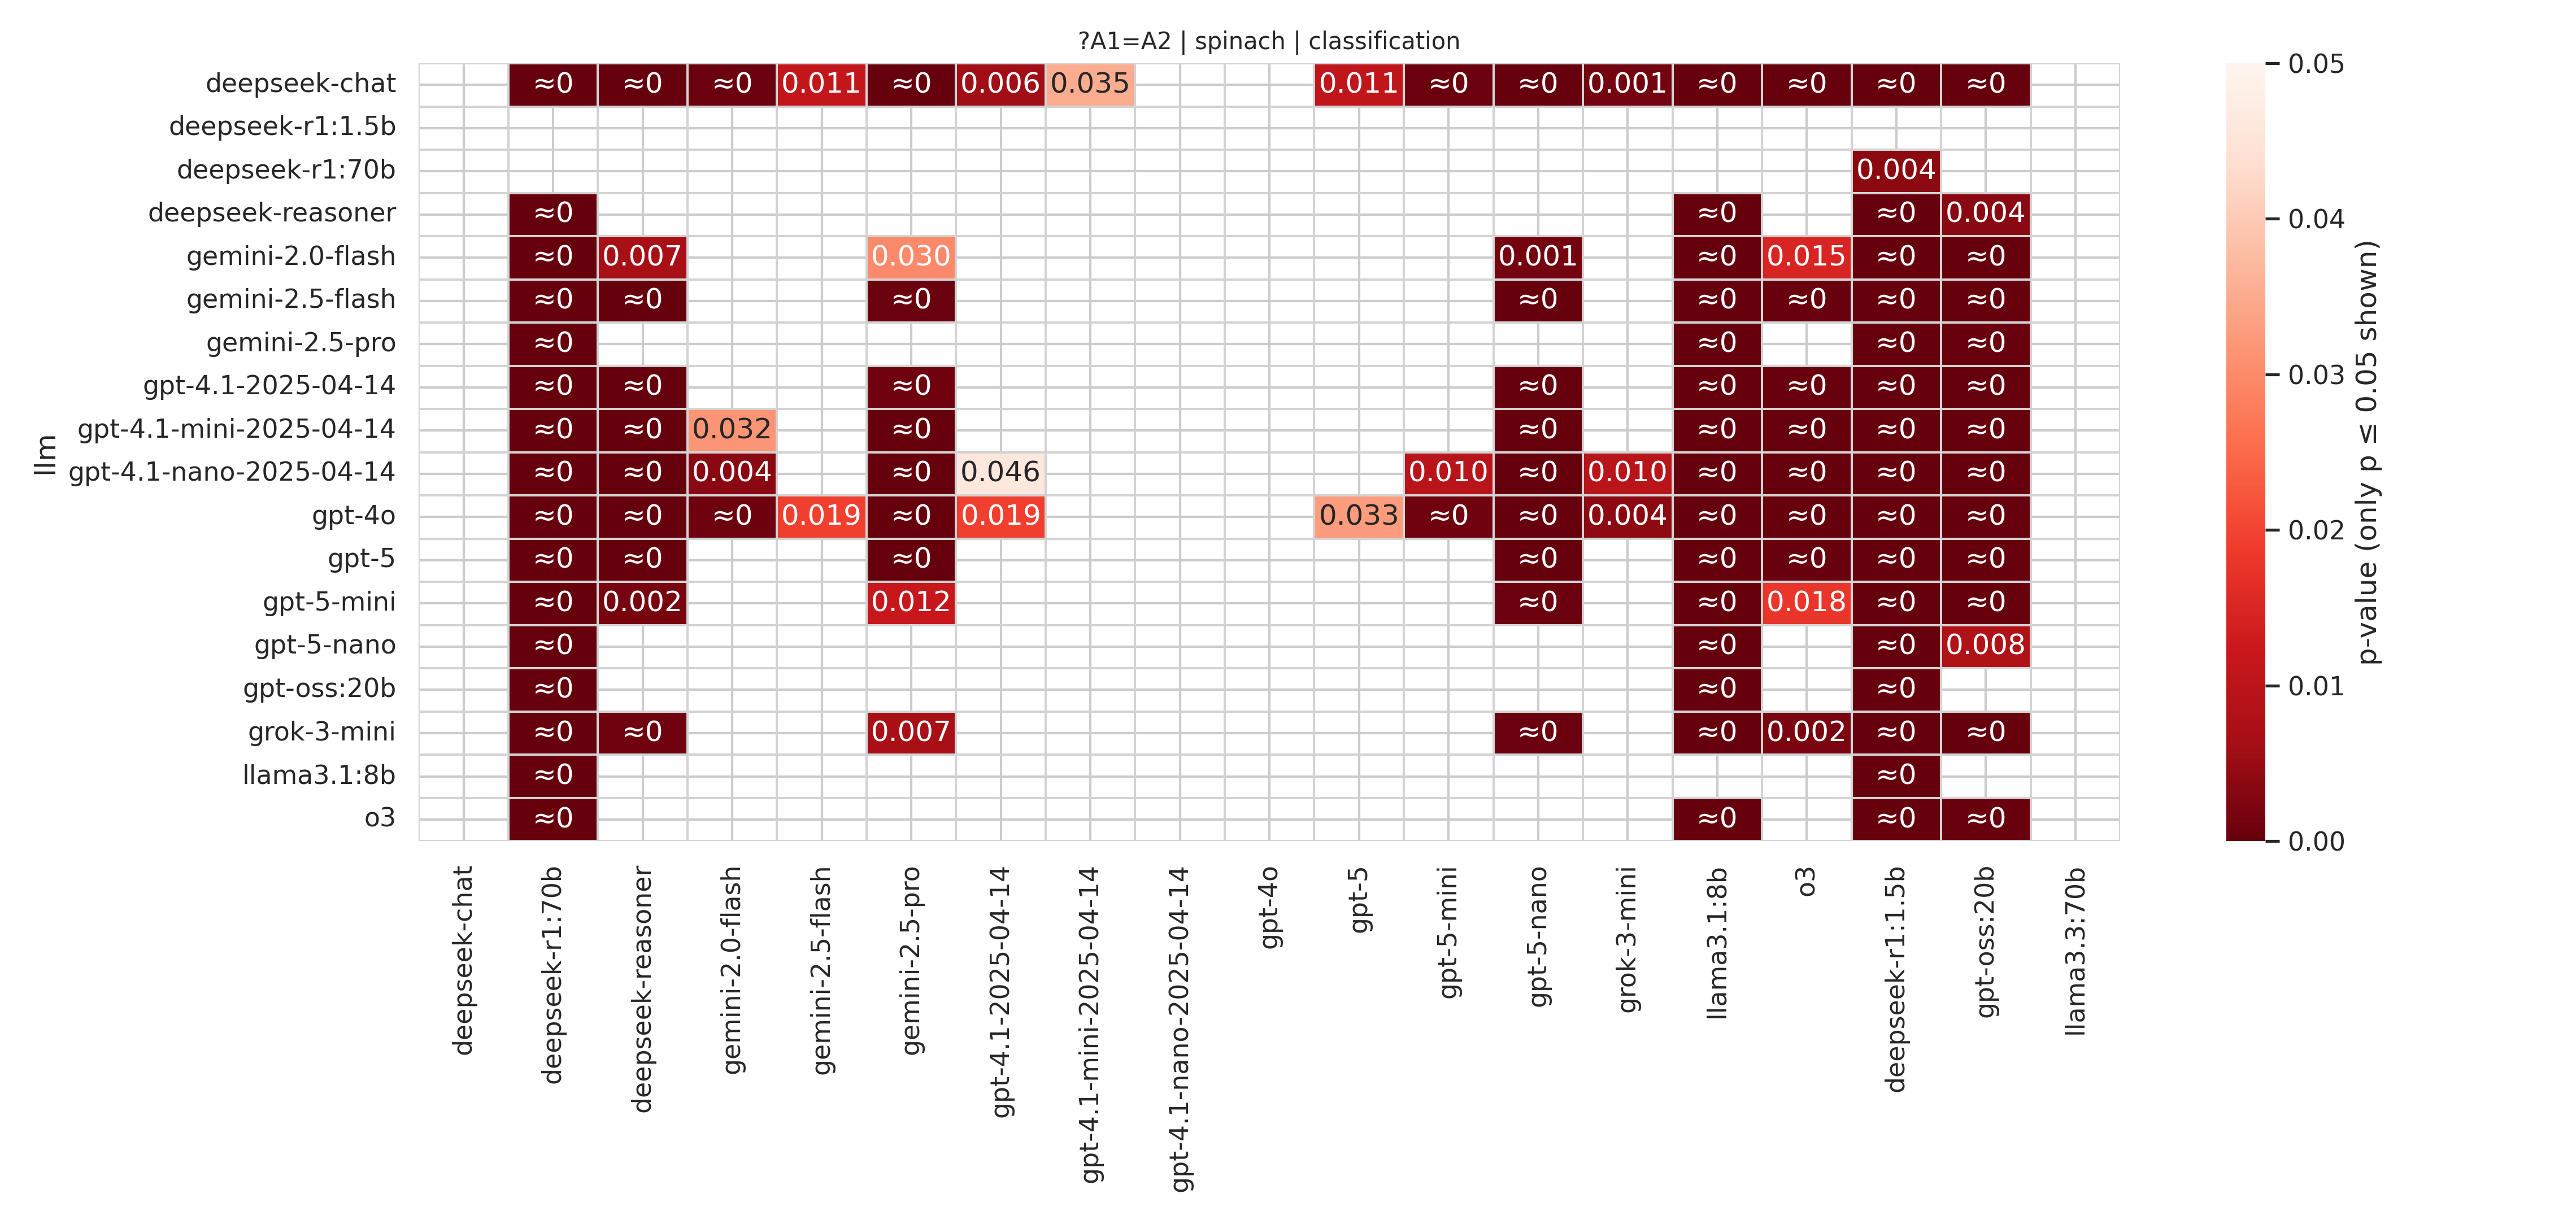 ?A1=A2 | spinach | classification
deepseek-chat ≈0 ≈0 ≈0 0.011 ≈0 0.006 0.035 0.011 ≈0 ≈0 0.001 ≈0 ≈0 ≈0 ≈0
deepseek-r1:1.5b
deepseek-r1:70b 0.004
deepseek-reasoner ≈0 ≈0 ≈0 0.004
gemini-2.0-flash ≈0 0.007 0.030 0.001 ≈0 0.015 ≈0 ≈0
gemini-2.5-flash ≈0 ≈0 ≈0 ≈0 ≈0 ≈0 ≈0 ≈0
gemini-2.5-pro ≈0 ≈0 ≈0 ≈0
gpt-4.1-2025-04-14 ≈0 ≈0 ≈0 ≈0 ≈0 ≈0 ≈0 ≈0
gpt-4.1-mini-2025-04-14 ≈0 ≈0 0.032 ≈0 ≈0 ≈0 ≈0 ≈0 ≈0
gpt-4.1-nano-2025-04-14 ≈0 ≈0 0.004 ≈0 0.046 0.010 ≈0 0.010 ≈0 ≈0 ≈0 ≈0
gpt-4o ≈0 ≈0 ≈0 0.019 ≈0 0.019 0.033 ≈0 ≈0 0.004 ≈0 ≈0 ≈0 ≈0
gpt-5 ≈0 ≈0 ≈0 ≈0 ≈0 ≈0 ≈0 ≈0
gpt-5-mini ≈0 0.002 0.012 ≈0 ≈0 0.018 ≈0 ≈0
gpt-5-nano ≈0 ≈0 ≈0 0.008
gpt-oss:20b ≈0 ≈0 ≈0
grok-3-mini ≈0 ≈0 0.007 ≈0 ≈0 0.002 ≈0 ≈0
llama3.1:8b ≈0 ≈0
o3 ≈0 ≈0 ≈0 ≈0
llm
deepseek-chat
deepseek-r1:70b
deepseek-reasoner
gemini-2.0-flash
gemini-2.5-flash
gemini-2.5-pro
gpt-4.1-2025-04-14
gpt-4.1-mini-2025-04-14
gpt-4.1-nano-2025-04-14
gpt-4o
gpt-5
gpt-5-mini
gpt-5-nano
grok-3-mini
llama3.1:8b
o3
deepseek-r1:1.5b
gpt-oss:20b
llama3.3:70b
0.05
0.04
0.03
0.02
0.01
0.00
p-value (only p ≤ 0.05 shown)